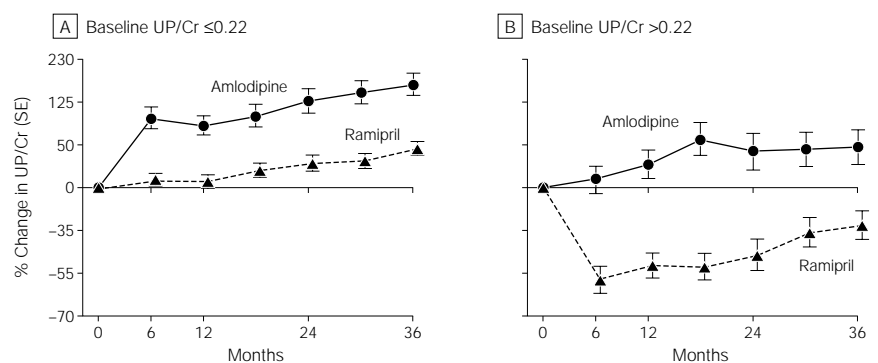 A Baseline UP/Cr ≤0.22
B Baseline UP/Cr >0.22
% Change in UP/Cr (SE)
230
125
50
0
−35
−55
−70
Amlodipine
Ramipril
0 6 12 24 36
Months
Amlodipine
Ramipril
0 6 12 24 36
Months